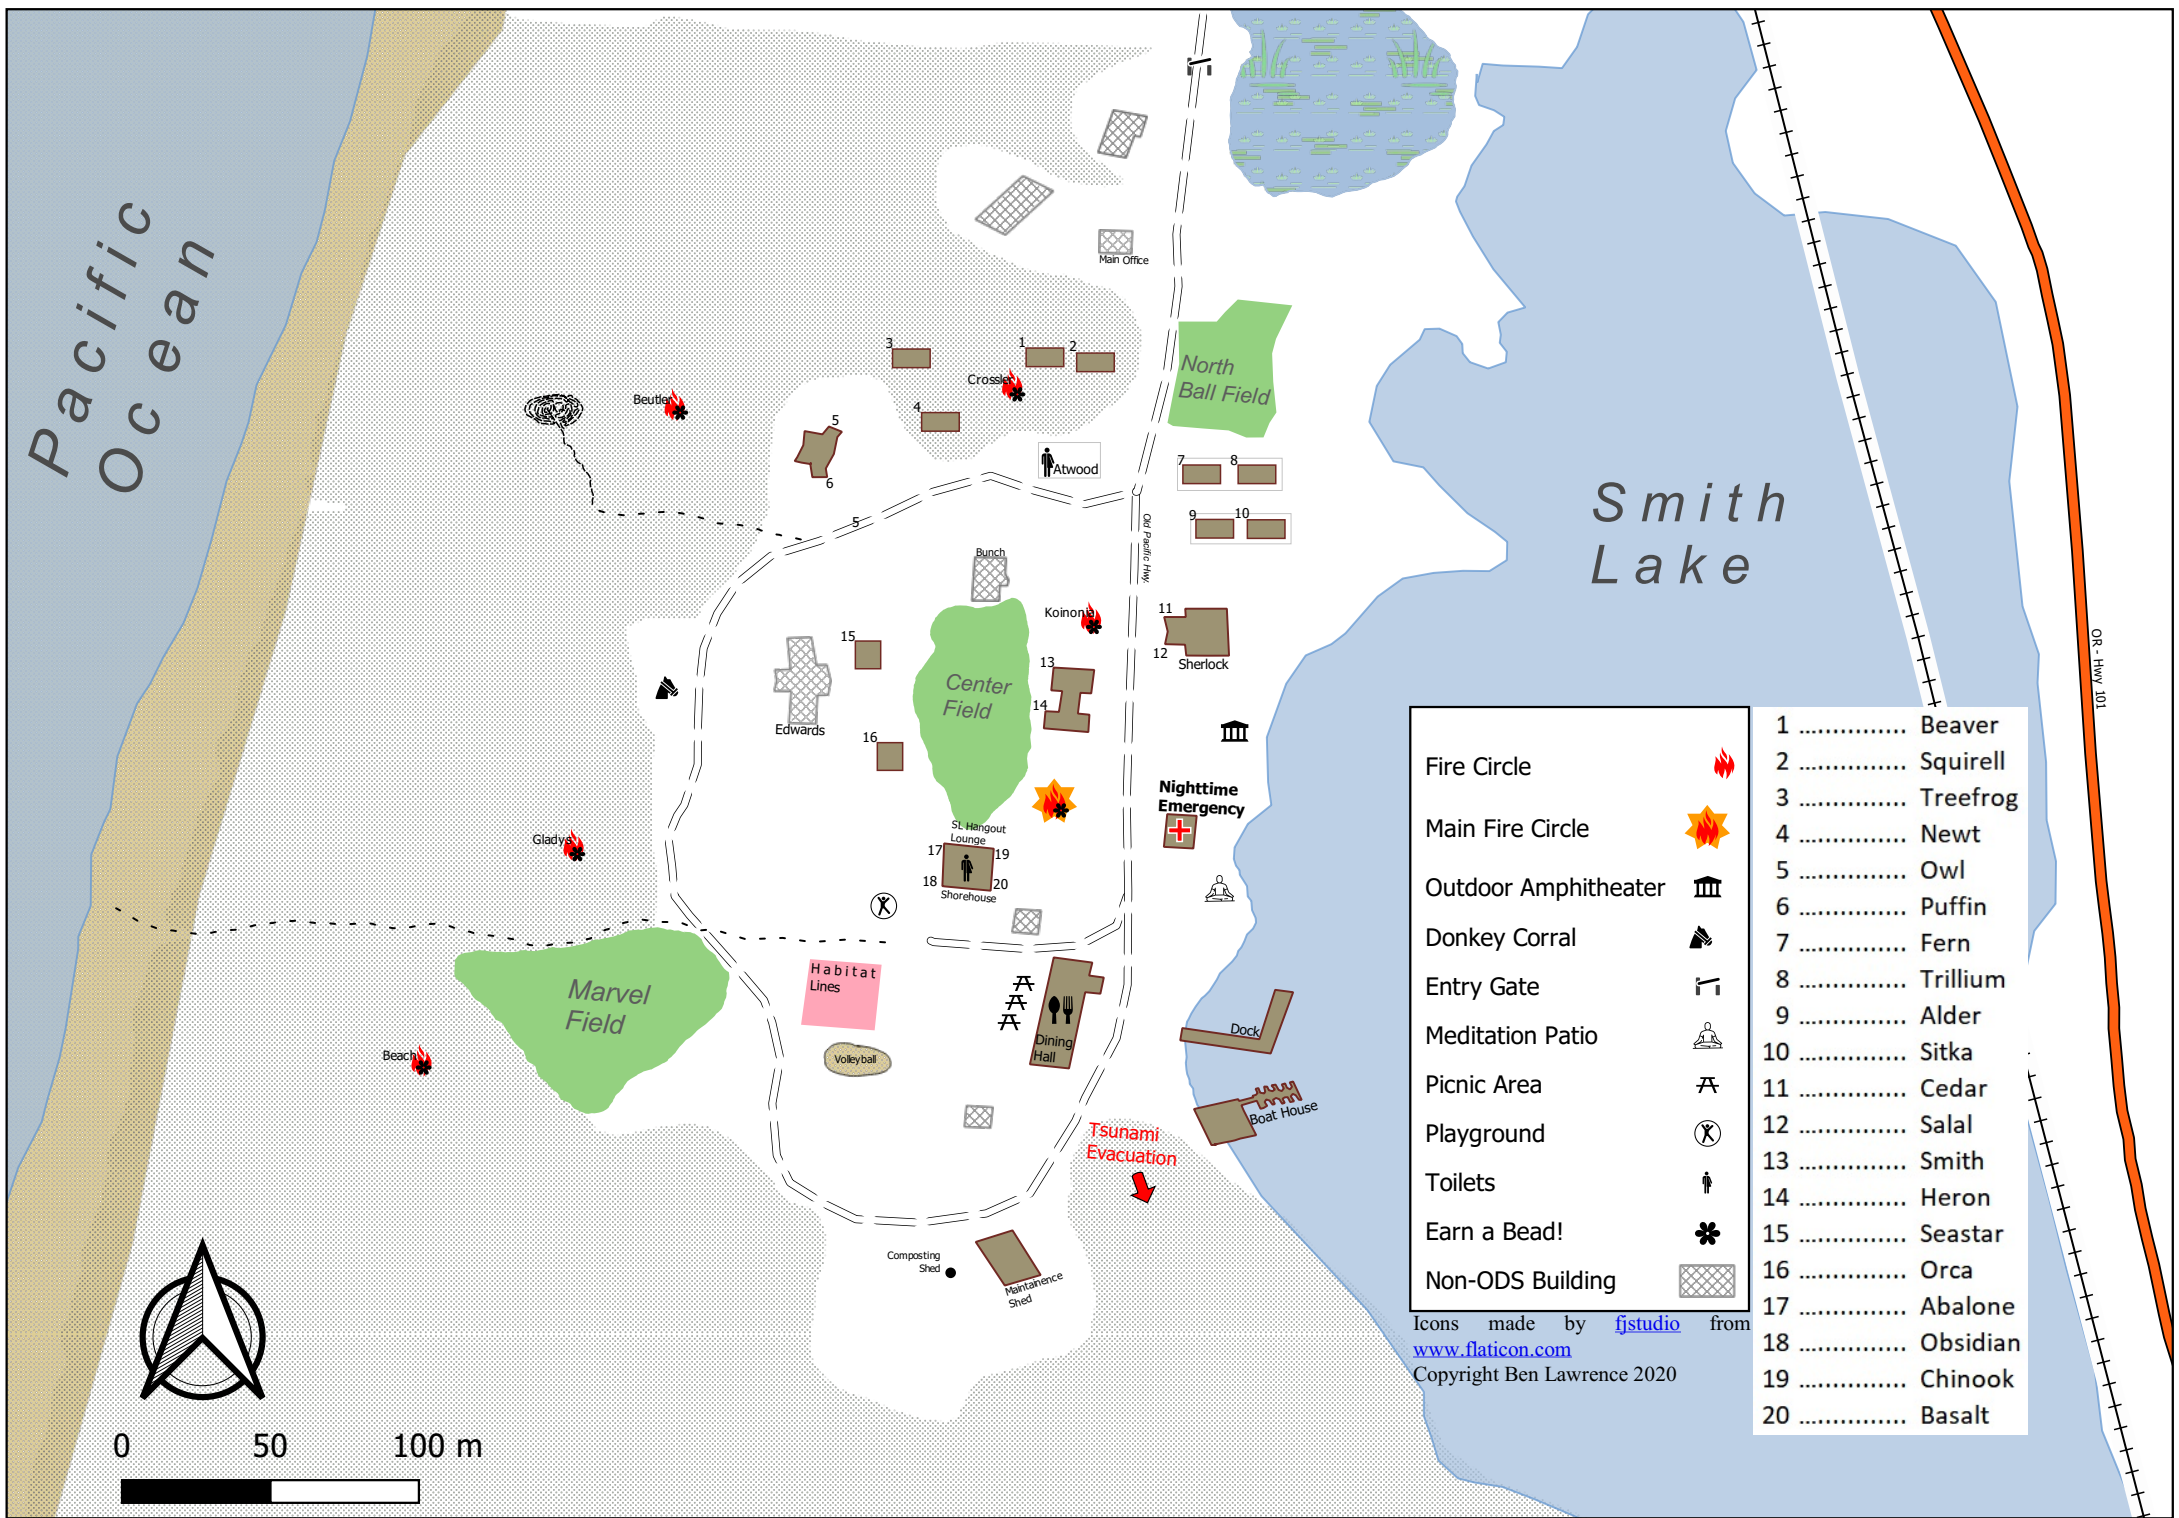 Pacific
Ocean
Main Office
North
Ball Field
3
1
2
Crossler
Beutler
4
5
6
Atwood
7
8
9
10
5
Old Pacific Hwy.
Smith
Lake
Bunch
Koinonia
11
12
Sherlock
15
13
14
Center
Field
Edwards
16
OR - Hwy 101
Nighttime
Emergency
SL Hangout
Lounge
17
19
18
20
Shorehouse
Gladys
Habitat
Lines
Marvel
Field
Volleyball
Beach
Dining
Hall
Dock
Boat House
Tsunami
Evacuation
Composting
Shed
Maintainence
Shed
0 50 100 m
Fire Circle
Main Fire Circle
Outdoor Amphitheater
Donkey Corral
Entry Gate
Meditation Patio
Picnic Area
Playground
Toilets
Earn a Bead!
Non-ODS Building
Icons made by fjstudio from
www.flaticon.com
Copyright Ben Lawrence 2020
1 ............... Beaver
2 ............... Squirell
3 ............... Treefrog
4 ............... Newt
5 ............... Owl
6 ............... Puffin
7 ............... Fern
8 ............... Trillium
9 ............... Alder
10 ............... Sitka
11 ............... Cedar
12 ............... Salal
13 ............... Smith
14 ............... Heron
15 ............... Seastar
16 ............... Orca
17 ............... Abalone
18 ............... Obsidian
19 ............... Chinook
20 ............... Basalt